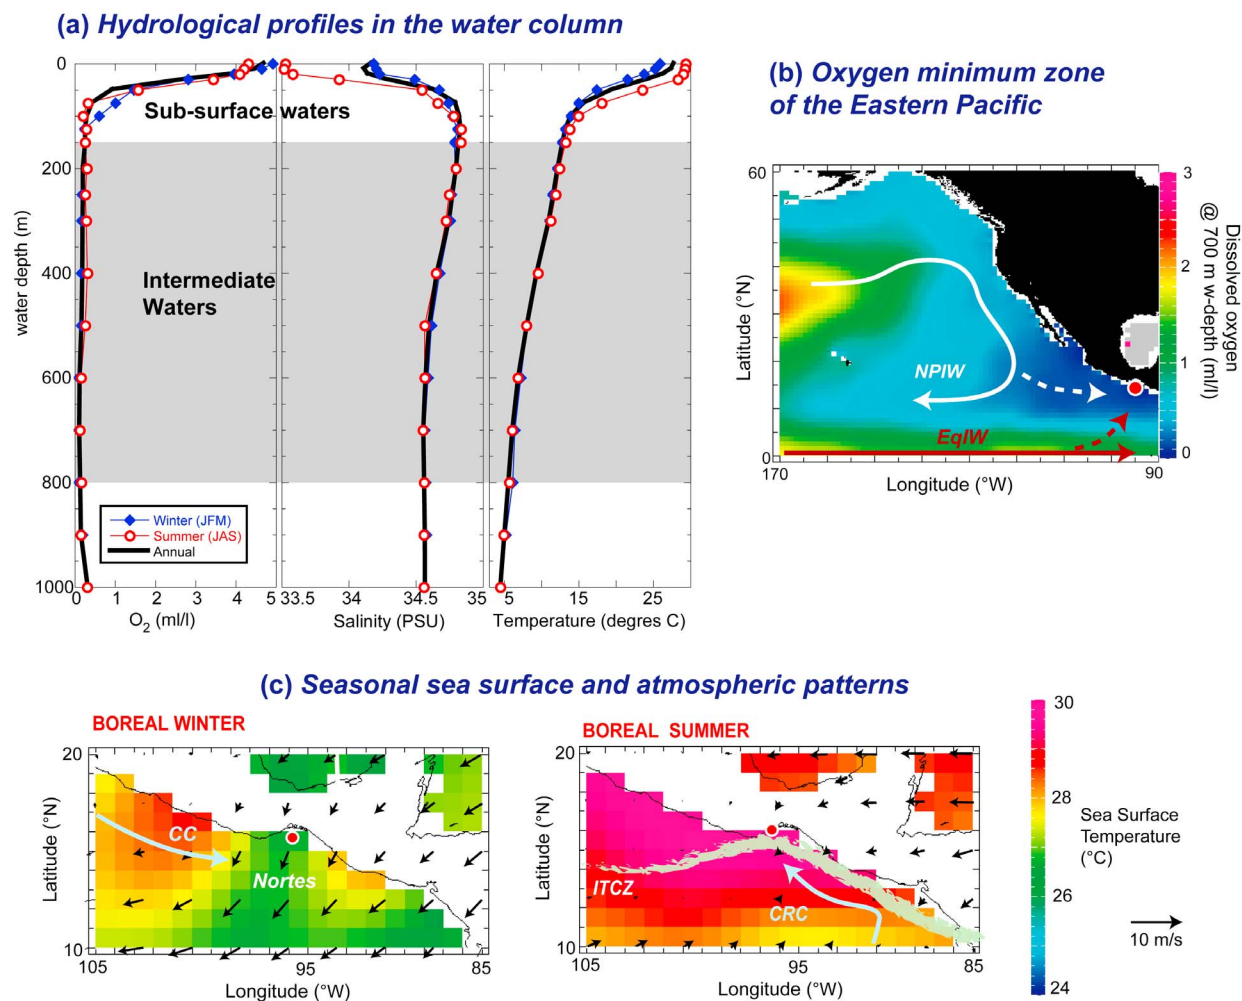 (a) Hydrological profiles in the water column
0
200
400
600
800
1000
water depth (m)
Sub-surface waters
Intermediate
Waters
Winter (JFM)
Summer (JAS)
Annual
0 1 2 3 4 5
O2 (ml/l)
33.5 34 34.5 35
Salinity (PSU)
5 15 25
Temperature (degres C)
(b) Oxygen minimum zone
of the Eastern Pacific
60
0
Latitude (°N)
NPIW
EqIW
170 90
Longitude (°W)
3
2
1
0
Dissolved oxygen
@ 700 m w-depth (ml/l)
(c) Seasonal sea surface and atmospheric patterns
BOREAL WINTER
20
10
Latitude (°N)
CC
Nortes
105 95 85
Longitude (°W)
BOREAL SUMMER
20
10
Latitude (°N)
ITCZ
CRC
105 95 85
Longitude (°W)
30
28
26
24
Sea Surface
Temperature
(°C)
10 m/s